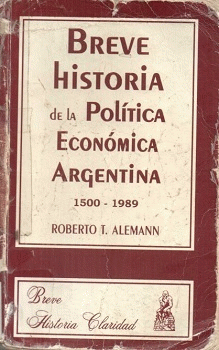 BREVE
HISTORIA
DE LA POLÍTICA
ECONÓMICA
ARGENTINA
1500 - 1989
ROBERTO T. ALEMANN
Breve
Historia Claridad